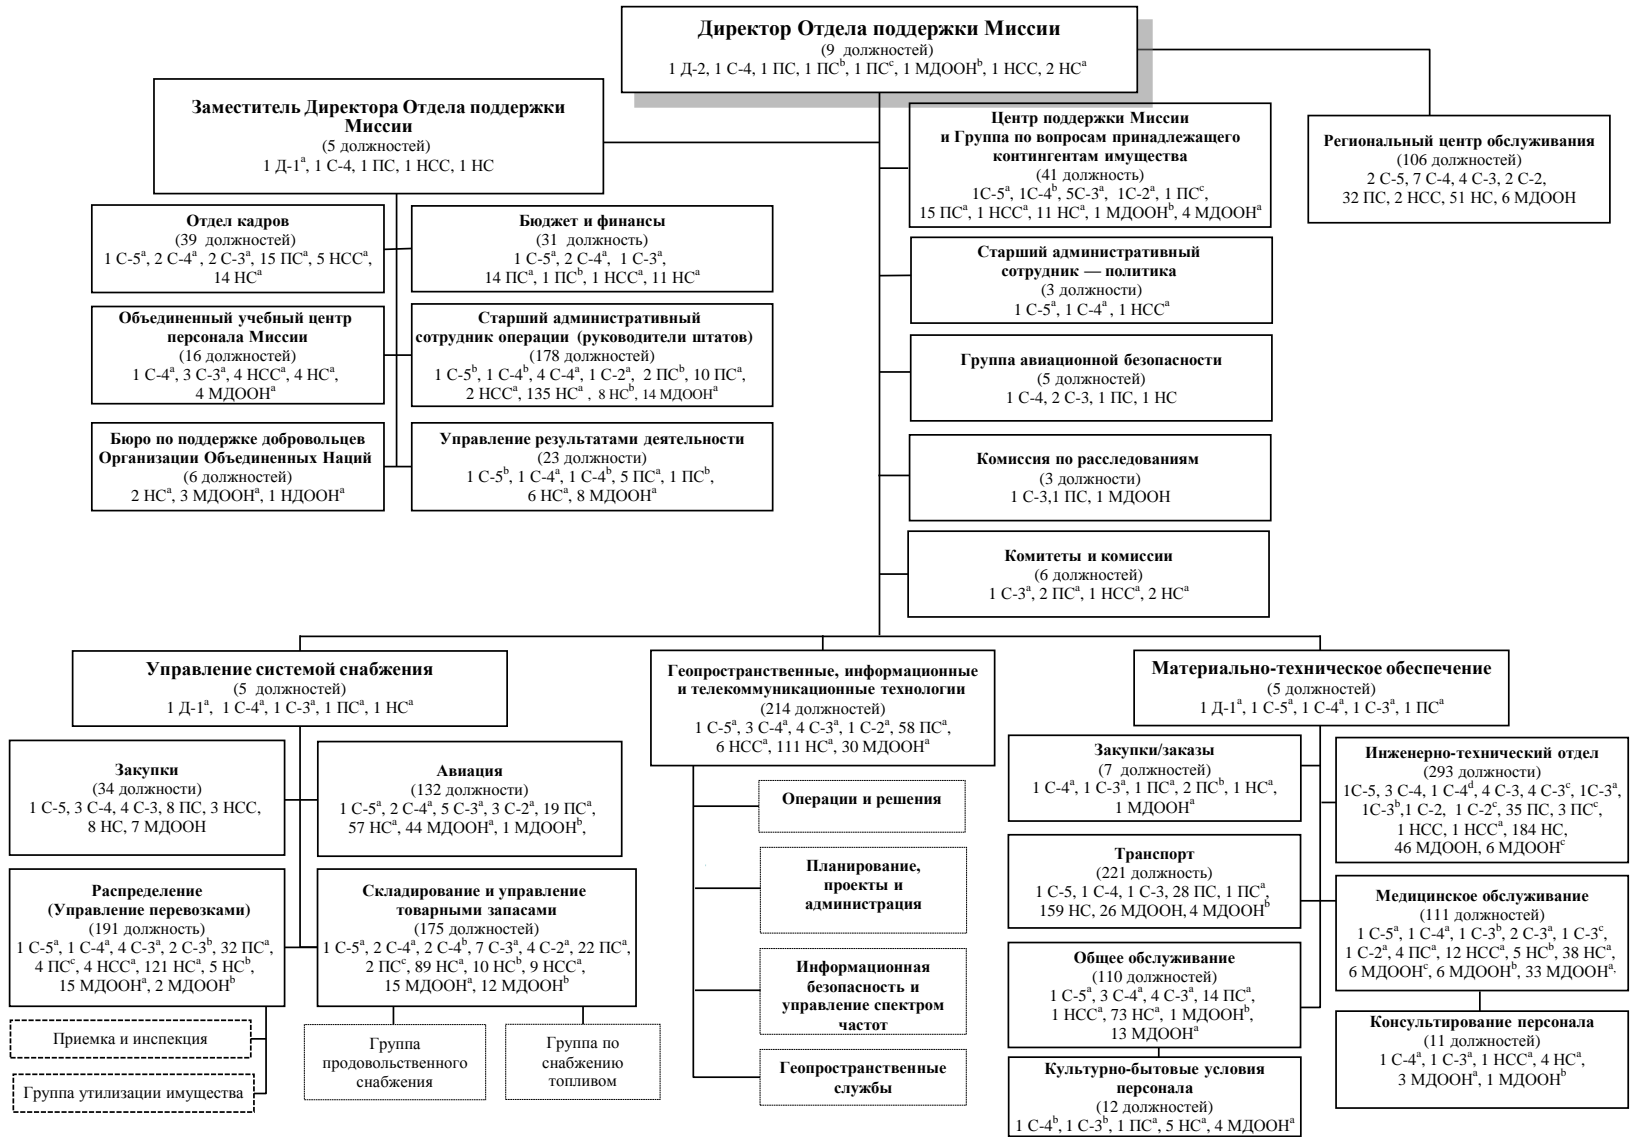 Директор Отдела поддержки Миссии
(9 должностей)
1 Д-2, 1 С-4, 1 ПС, 1 ПСᵇ, 1 ПСᶜ, 1 МДООНᵇ, 1 НСС, 2 НСᵃ
Заместитель Директора Отдела поддержки
Миссии
(5 должностей)
1 Д-1ᵃ, 1 С-4, 1 ПС, 1 НСС, 1 НС
Отдел кадров
(39 должностей)
1 С-5ᵃ, 2 С-4ᵃ, 2 С-3ᵃ, 15 ПСᵃ, 5 НССᵃ,
14 НСᵃ
Бюджет и финансы
(31 должность)
1 С-5ᵃ, 2 С-4ᵃ, 1 С-3ᵃ,
14 ПСᵃ, 1 ПСᵇ, 1 НССᵃ, 11 НСᵃ
Объединенный учебный центр
персонала Миссии
(16 должностей)
1 С-4ᵃ, 3 С-3ᵃ, 4 НССᵃ, 4 НСᵃ,
4 МДООНᵃ
Старший административный
сотрудник операции (руководители штатов)
(178 должностей)
1 С-5ᵇ, 1 С-4ᵇ, 4 С-4ᵃ, 1 С-2ᵃ, 2 ПСᵇ, 10 ПСᵃ,
2 НССᵃ, 135 НСᵃ , 8 НСᵇ, 14 МДООНᵃ
Бюро по поддержке добровольцев
Организации Объединенных Наций
(6 должностей)
2 НСᵃ, 3 МДООНᵃ, 1 НДООНᵃ
Управление результатами деятельности
(23 должности)
1 С-5ᵇ, 1 С-4ᵃ, 1 С-4ᵇ, 5 ПСᵃ, 1 ПСᵇ,
6 НСᵃ, 8 МДООНᵃ
Центр поддержки Миссии
и Группа по вопросам принадлежащего
контингентам имущества
(41 должность)
1С-5ᵃ, 1С-4ᵇ, 5С-3ᵃ, 1С-2ᵃ, 1 ПСᶜ,
15 ПСᵃ, 1 НССᵃ, 11 НСᵃ, 1 МДООНᵇ, 4 МДООНᵃ
Региональный центр обслуживания
(106 должностей)
2 С-5, 7 С-4, 4 С-3, 2 С-2,
32 ПС, 2 НСС, 51 НС, 6 МДООН
Старший административный
сотрудник — политика
(3 должности)
1 С-5ᵃ, 1 С-4ᵃ, 1 НССᵃ
Группа авиационной безопасности
(5 должностей)
1 С-4, 2 С-3, 1 ПС, 1 НС
Комиссия по расследованиям
(3 должности)
1 С-3,1 ПС, 1 МДООН
Комитеты и комиссии
(6 должностей)
1 С-3ᵃ, 2 ПСᵃ, 1 НССᵃ, 2 НСᵃ
Управление системой снабжения
(5 должностей)
1 Д-1ᵃ, 1 С-4ᵃ, 1 С-3ᵃ, 1 ПСᵃ, 1 НСᵃ
Закупки
(34 должности)
1 С-5, 3 С-4, 4 С-3, 8 ПС, 3 НСС,
8 НС, 7 МДООН
Авиация
(132 должности)
1 С-5ᵃ, 2 С-4ᵃ, 5 С-3ᵃ, 3 С-2ᵃ, 19 ПСᵃ,
57 НСᵃ, 44 МДООНᵃ, 1 МДООНᵇ,
Распределение
(Управление перевозками)
(191 должность)
1 С-5ᵃ, 1 С-4ᵃ, 4 С-3ᵃ, 2 С-3ᵇ, 32 ПСᵃ,
4 ПСᶜ, 4 НССᵃ, 121 НСᵃ, 5 НСᵇ,
15 МДООНᵃ, 2 МДООНᵇ
Складирование и управление
товарными запасами
(175 должностей)
1 С-5ᵃ, 2 С-4ᵃ, 2 С-4ᵇ, 7 С-3ᵃ, 4 С-2ᵃ, 22 ПСᵃ,
2 ПСᶜ, 89 НСᵃ, 10 НСᵇ, 9 НССᵃ,
15 МДООНᵃ, 12 МДООНᵇ
Приемка и инспекция
Группа утилизации имущества
Группа
продовольственного
снабжения
Группа по
снабжению
топливом
Геопространственные, информационные
и телекоммуникационные технологии
(214 должностей)
1 С-5ᵃ, 3 С-4ᵃ, 4 С-3ᵃ, 1 С-2ᵃ, 58 ПСᵃ,
6 НССᵃ, 111 НСᵃ, 30 МДООНᵃ
Операции и решения
Планирование,
проекты и
администрация
Информационная
безопасность и
управление спектром
частот
Геопространственные
службы
Материально-техническое обеспечение
(5 должностей)
1 Д-1ᵃ, 1 С-5ᵃ, 1 С-4ᵃ, 1 С-3ᵃ, 1 ПСᵃ
Закупки/заказы
(7 должностей)
1 С-4ᵃ, 1 С-3ᵃ, 1 ПСᵃ, 2 ПСᵇ, 1 НСᵃ,
1 МДООНᵃ
Инженерно-технический отдел
(293 должности)
1С-5, 3 С-4, 1 С-4ᵈ, 4 С-3, 4 С-3ᶜ, 1С-3ᵃ,
1С-3ᵇ,1 С-2, 1 С-2ᶜ, 35 ПС, 3 ПСᶜ,
1 НСС, 1 НССᵃ, 184 НС,
46 МДООН, 6 МДООНᶜ
Транспорт
(221 должность)
1 С-5, 1 С-4, 1 С-3, 28 ПС, 1 ПСᵃ,
159 НС, 26 МДООН, 4 МДООНᵇ
Медицинское обслуживание
(111 должностей)
1 С-5ᵃ, 1 С-4ᵃ, 1 С-3ᵇ, 2 С-3ᵃ, 1 С-3ᶜ,
1 С-2ᵃ, 4 ПСᵃ, 12 НССᵃ, 5 НСᵇ, 38 НСᵃ,
6 МДООНᶜ, 6 МДООНᵇ, 33 МДООНᵃ,
Общее обслуживание
(110 должностей)
1 С-5ᵃ, 3 С-4ᵃ, 4 С-3ᵃ, 14 ПСᵃ,
1 НССᵃ, 73 НСᵃ, 1 МДООНᵇ,
13 МДООНᵃ
Консультирование персонала
(11 должностей)
1 С-4ᵃ, 1 С-3ᵃ, 1 НССᵃ, 4 НСᵃ,
3 МДООНᵃ, 1 МДООНᵇ
Культурно-бытовые условия
персонала
(12 должностей)
1 С-4ᵇ, 1 С-3ᵇ, 1 ПСᵃ, 5 НСᵃ, 4 МДООНᵃ